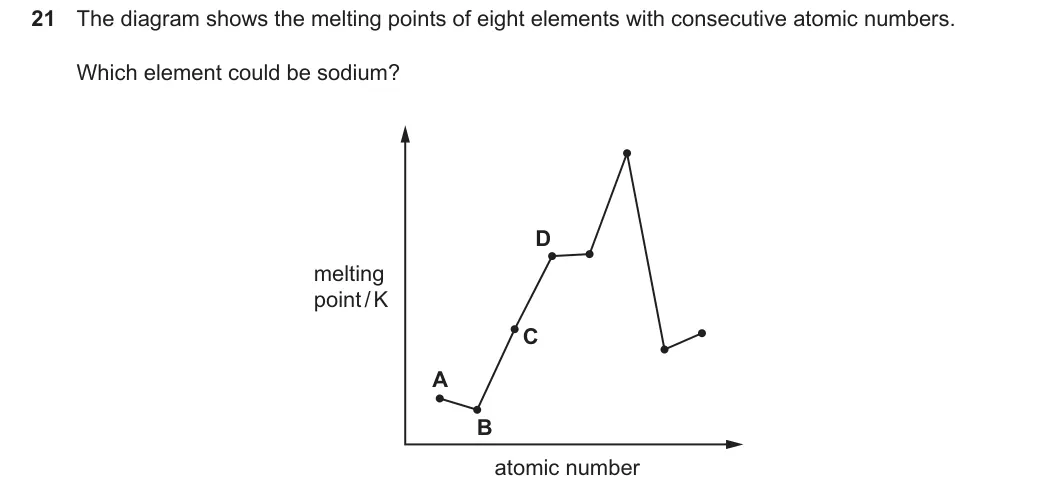 21 The diagram shows the melting points of eight elements with consecutive atomic numbers.
Which element could be sodium?
D
melting
point/K
C
A
B
atomic number